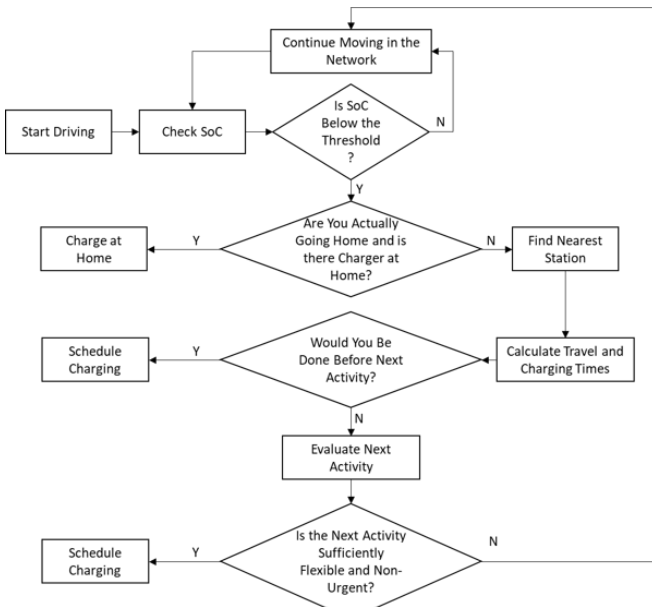 Continue Moving in the
Network
Start Driving
Check SoC
Is SoC
Below the
Threshold
?
N
Y
Charge at
Home
Y
Are You Actually
Going Home and is
there Charger at
Home?
N
Find Nearest
Station
Schedule
Charging
Y
Would You Be
Done Before Next
Activity?
Calculate Travel and
Charging Times
N
Evaluate Next
Activity
Schedule
Charging
Y
Is the Next Activity
Sufficiently
Flexible and Non-
Urgent?
N